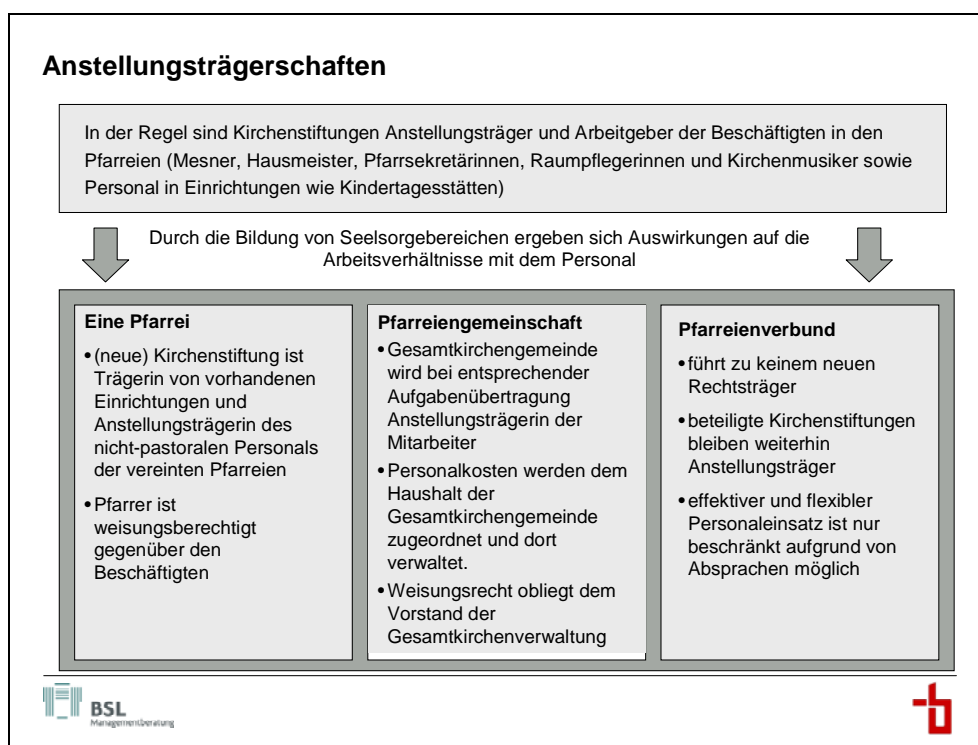 Anstellungsträgerschaften
In der Regel sind Kirchenstiftungen Anstellungsträger und Arbeitgeber der Beschäftigten in den
Pfarreien (Mesner, Hausmeister, Pfarrsekretärinnen, Raumpflegerinnen und Kirchenmusiker sowie
Personal in Einrichtungen wie Kindertagesstätten)
Durch die Bildung von Seelsorgebereichen ergeben sich Auswirkungen auf die
Arbeitsverhältnisse mit dem Personal
Eine Pfarrei
• (neue) Kirchenstiftung ist
Trägerin von vorhandenen
Einrichtungen und
Anstellungsträgerin des
nicht-pastoralen Personals
der vereinten Pfarreien
• Pfarrer ist
weisungsberechtigt
gegenüber den
Beschäftigten
Pfarreiengemeinschaft
• Gesamtkirchengemeinde
wird bei entsprechender
Aufgabenübertragung
Anstellungsträgerin der
Mitarbeiter
• Personalkosten werden dem
Haushalt der
Gesamtkirchengemeinde
zugeordnet und dort
verwaltet.
• Weisungsrecht obliegt dem
Vorstand der
Gesamtkirchenverwaltung
Pfarreienverbund
• führt zu keinem neuen
Rechtsträger
• beteiligte Kirchenstiftungen
bleiben weiterhin
Anstellungsträger
• effektiver und flexibler
Personaleinsatz ist nur
beschränkt aufgrund von
Absprachen möglich
BSL
Managementberatung